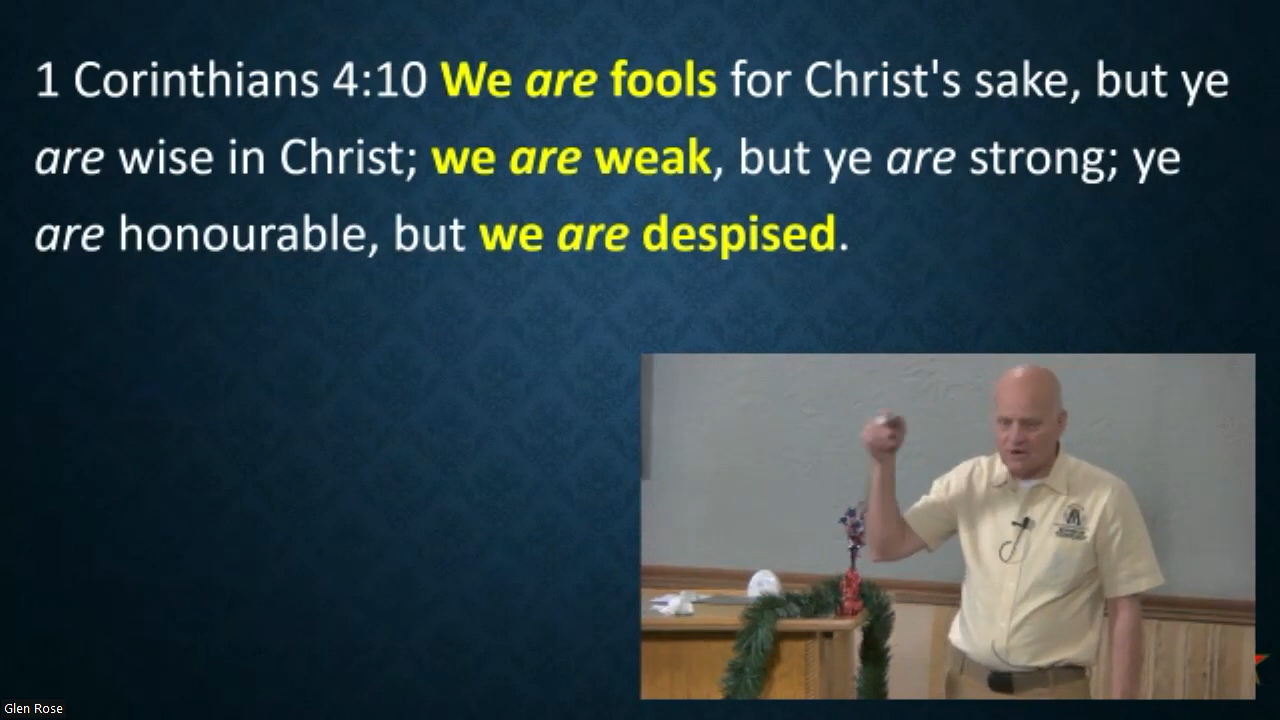 1 Corinthians 4:10 We are fools for Christ's sake, but ye
are wise in Christ; we are weak, but ye are strong; ye
are honourable, but we are despised.
Glen Rose